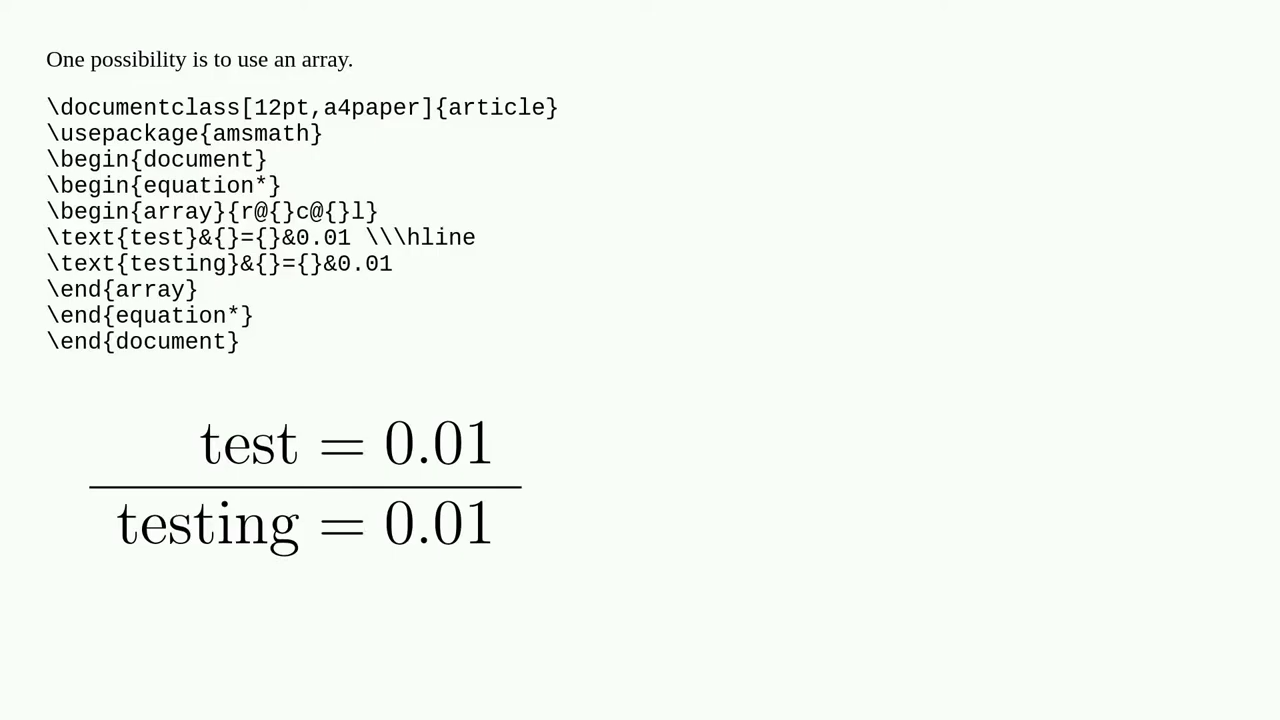 One possibility is to use an array.
\documentclass[12pt,a4paper]{article}
\usepackage{amsmath}
\begin{document}
\begin{equation*}
\begin{array}{r@{}c@{}l}
\text{test}&{}={}&0.01 \\\hline
\text{testing}&{}={}&0.01
\end{array}
\end{equation*}
\end{document}
test = 0.01
testing = 0.01